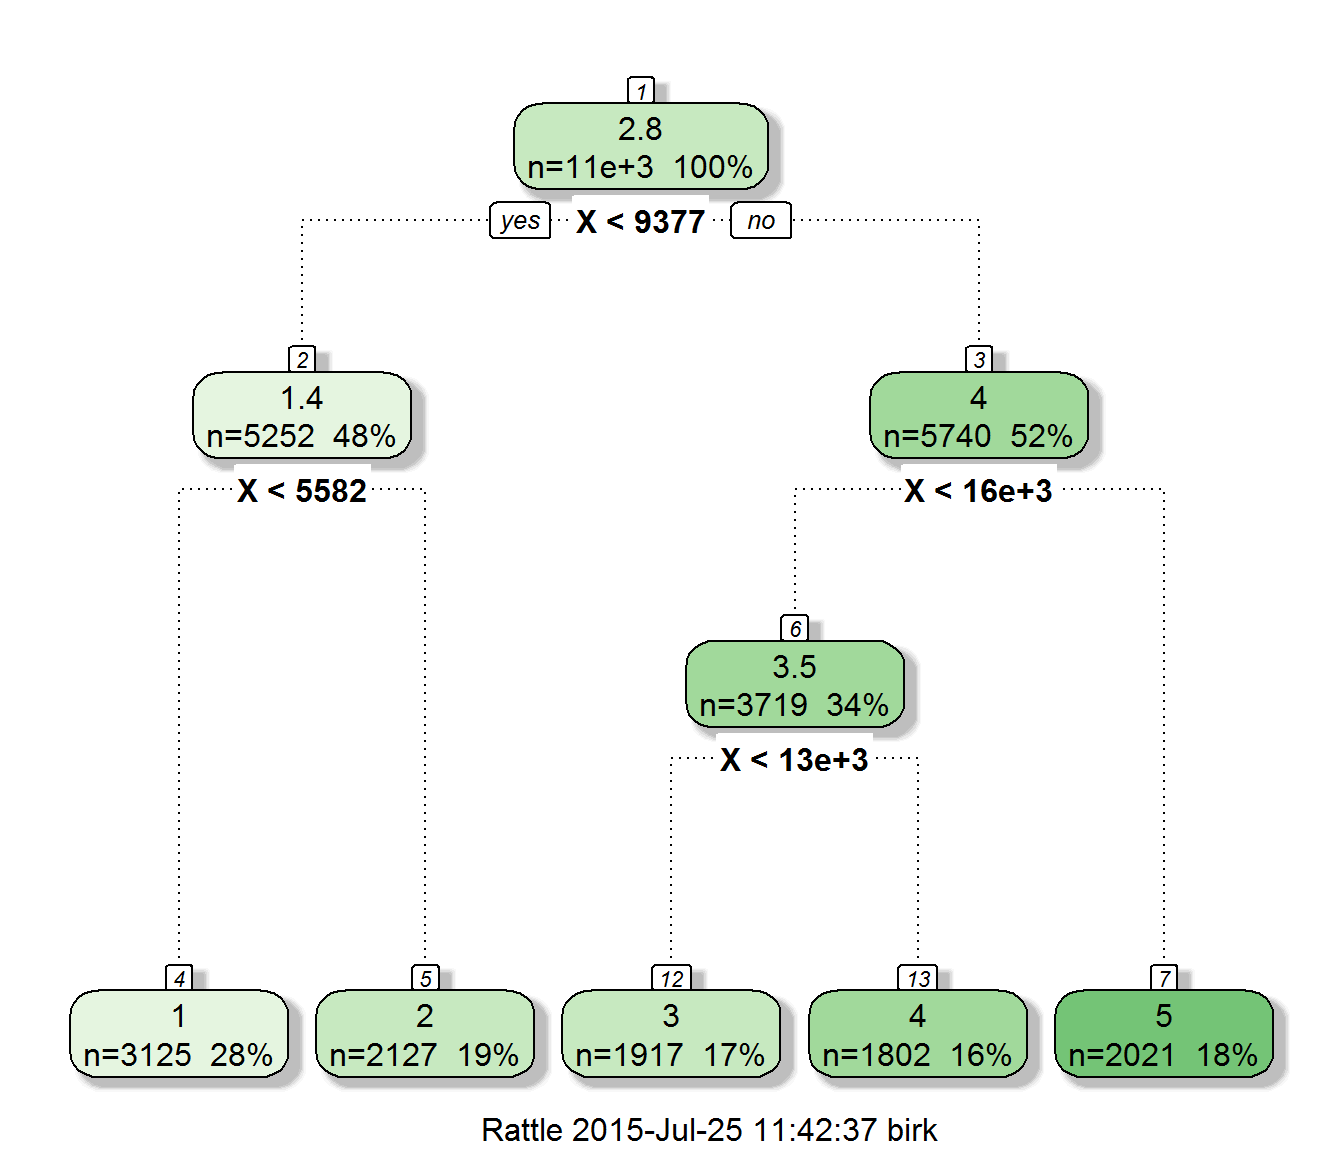 1
2.8
n=11e+3 100%
yes X < 9377 no
2
1.4
n=5252 48%
3
4
n=5740 52%
X < 5582
X < 16e+3
6
3.5
n=3719 34%
X < 13e+3
4
1
n=3125 28%
5
2
n=2127 19%
12
3
n=1917 17%
13
4
n=1802 16%
7
5
n=2021 18%
Rattle 2015-Jul-25 11:42:37 birk